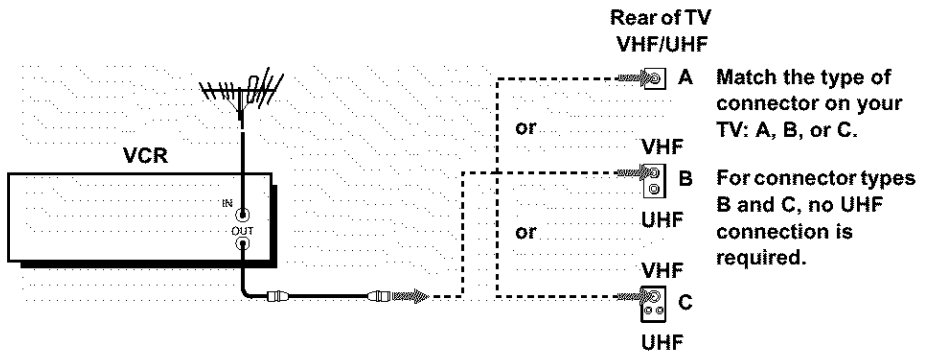 Rear of TV
VHF/UHF
A
Match the type of
connector on your
TV: A, B, or C.
or
VCR
VHF
B
For connector types
B and C, no UHF
connection is
required.
IN
OUT
UHF
or
VHF
C
UHF